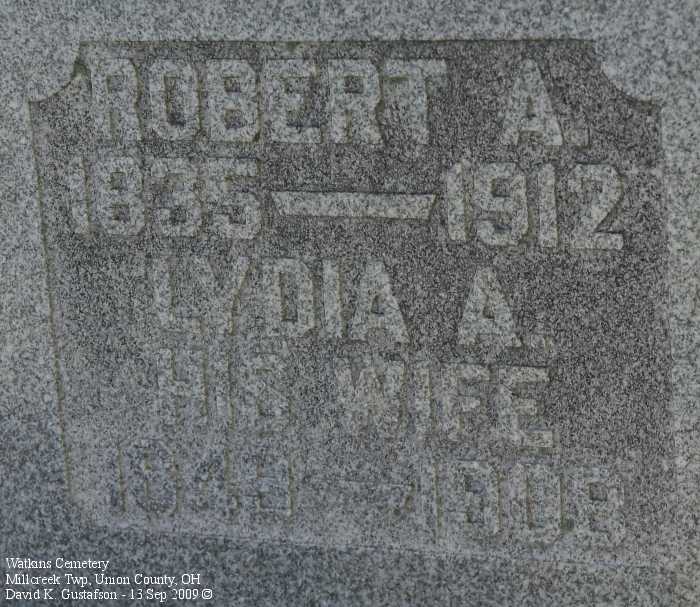 ROBERT A.
1835 — 1912
LYDIA A.
HIS WIFE
Watkins Cemetery
Millcreek Twp, Union County, OH
David K. Gustafson - 13 Sep 2009 ©